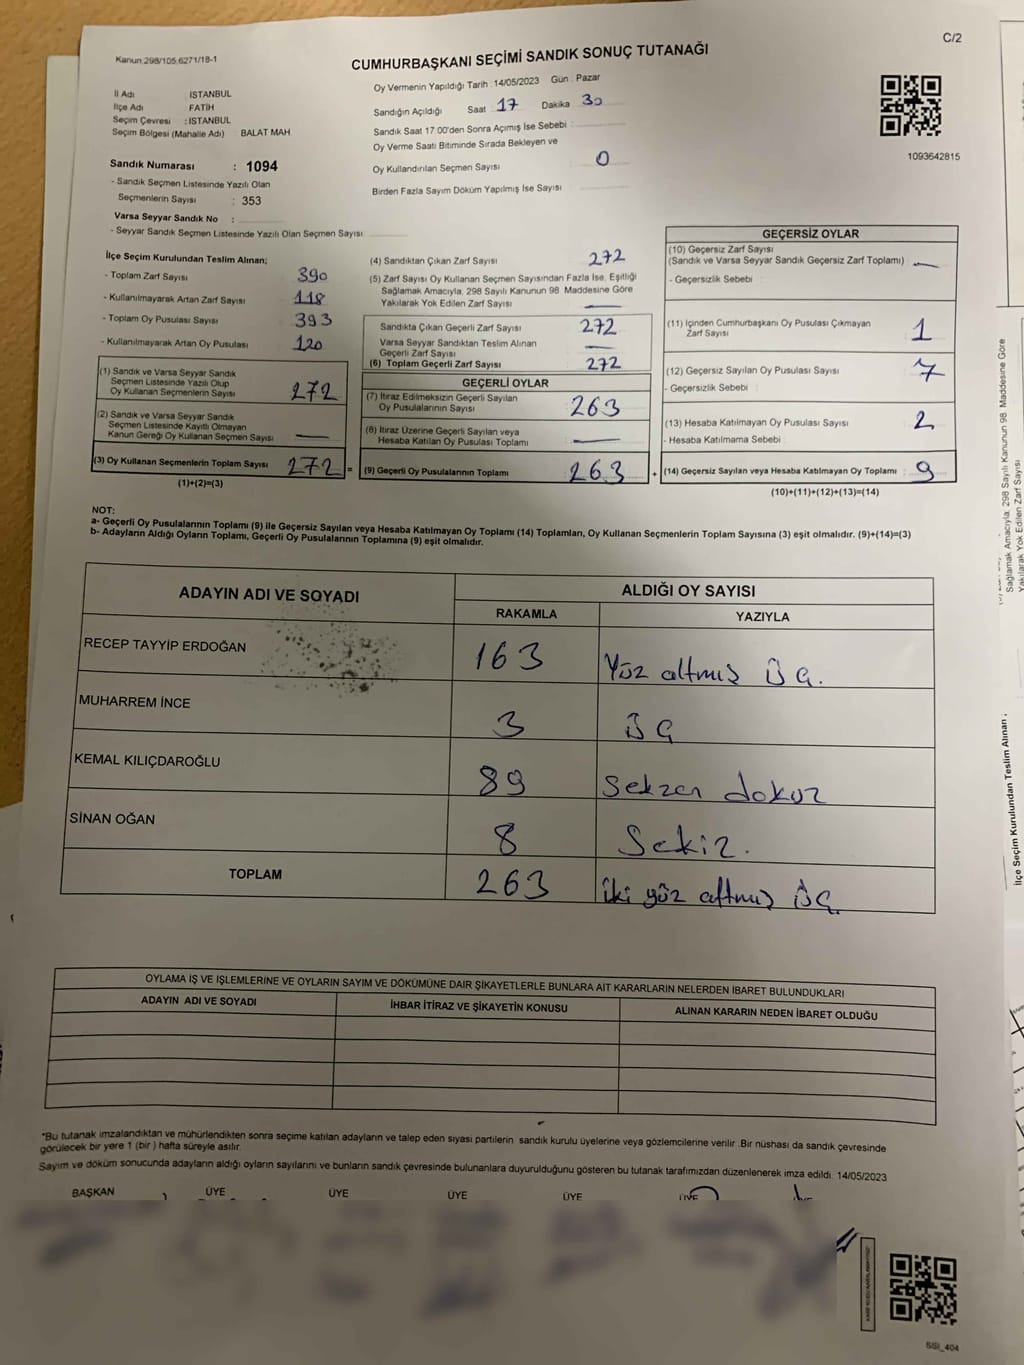 C/2
Kanun 298/105,6271/18-1
CUMHURBAŞKANI SEÇİMİ SANDIK SONUÇ TUTANAĞI
İl Adı : İSTANBUL
İlçe Adı : FATİH
Seçim Çevresi : İSTANBUL
Seçim Bölgesi (Mahalle Adı) BALAT MAH.
Sandık Numarası : 1094
- Sandık Seçmen Listesinde Yazılı Olan
Seçmenlerin Sayısı : 353
Varsa Seyyar Sandık No :
- Seyyar Sandık Seçmen Listesinde Yazılı Olan Seçmen Sayısı
Oy Vermenin Yapıldığı Tarih : 14/05/2023 Gün : Pazar
Sandığın Açıldığı Saat 17 Dakika 30
Sandık Saat 17:00'den Sonra Açımış İse Sebebi :
Oy Verme Saati Bitiminde Sırada Bekleyen ve
Oy Kullandırılan Seçmen Sayısı 0
Birden Fazla Sayım Döküm Yapılmış İse Sayısı
1093642815
İlçe Seçim Kurulundan Teslim Alınan;
- Toplam Zarf Sayısı 390
- Kullanılmayarak Artan Zarf Sayısı 118
- Toplam Oy Pusulası Sayısı 393
- Kullanılmayarak Artan Oy Pusulası 120
(1) Sandık ve Varsa Seyyar Sandık
Seçmen Listesinde Yazılı Olup
Oy Kullanan Seçmenlerin Sayısı 272
(2) Sandık ve Varsa Seyyar Sandık
Seçmen Listesinde Kayıtlı Olmayan
Kanun Gereği Oy Kullanan Seçmen Sayısı —
(3) Oy Kullanan Seçmenlerin Toplam Sayısı 272 =
(1)+(2)=(3)
(4) Sandıktan Çıkan Zarf Sayısı 272
(5) Zarf Sayısı Oy Kullanan Seçmen Sayısından Fazla İse, Eşitliği
Sağlamak Amacıyla, 298 Sayılı Kanunun 98. Maddesine Göre
Yakılarak Yok Edilen Zarf Sayısı —
Sandıkta Çıkan Geçerli Zarf Sayısı 272
Varsa Seyyar Sandıktan Teslim Alınan
Geçerli Zarf Sayısı —
(6) Toplam Geçerli Zarf Sayısı 272
GEÇERLİ OYLAR
(7) İtiraz Edilmeksizin Geçerli Sayılan
Oy Pusulalarının Sayısı 263
(8) İtiraz Üzerine Geçerli Sayılan veya
Hesaba Katılan Oy Pusulası Toplamı —
(9) Geçerli Oy Pusulalarının Toplamı 263 +
GEÇERSİZ OYLAR
(10) Geçersiz Zarf Sayısı
(Sandık ve Varsa Seyyar Sandık Geçersiz Zarf Toplamı) —
- Geçersizlik Sebebi :
(11) İçinden Cumhurbaşkanı Oy Pusulası Çıkmayan
Zarf Sayısı 1
(12) Geçersiz Sayılan Oy Pusulası Sayısı 7
- Geçersizlik Sebebi :
(13) Hesaba Katılmayan Oy Pusulası Sayısı 2
- Hesaba Katılmama Sebebi :
(14) Geçersiz Sayılan veya Hesaba Katılmayan Oy Toplamı : 9
(10)+(11)+(12)+(13)=(14)
NOT:
a- Geçerli Oy Pusulalarının Toplamı (9) ile Geçersiz Sayılan veya Hesaba Katılmayan Oy Toplamı (14) Toplamları, Oy Kullanan Seçmenlerin Toplam Sayısına (3) eşit olmalıdır. (9)+(14)=(3)
b- Adayların Aldığı Oyların Toplamı, Geçerli Oy Pusulalarının Toplamına (9) eşit olmalıdır.
ADAYIN ADI VE SOYADI ALDIĞI OY SAYISI
RAKAMLA YAZIYLA
RECEP TAYYİP ERDOĞAN 163 Yüz altmış üç.
MUHARREM İNCE 3 üç
KEMAL KILIÇDAROĞLU 89 Seksen dokuz
SİNAN OĞAN 8 Sekiz.
TOPLAM 263 iki yüz altmış üç.
OYLAMA İŞ VE İŞLEMLERİNE VE OYLARIN SAYIM VE DÖKÜMÜNE DAİR ŞİKAYETLERLE BUNLARA AİT KARARLARIN NELERDEN İBARET BULUNDUKLARI
ADAYIN ADI VE SOYADI İHBAR İTİRAZ VE ŞİKAYETİN KONUSU ALINAN KARARIN NEDEN İBARET OLDUĞU
*Bu tutanak imzalandıktan ve mühürlendikten sonra seçime katılan adayların ve talep eden siyasi partilerin sandık kurulu üyelerine veya gözlemcilerine verilir. Bir nüshası da sandık çevresinde
görülecek bir yere 1 (bir) hafta süreyle asılır.
Sayım ve döküm sonucunda adayların aldığı oyların sayılarını ve bunların sandık çevresinde bulunanlara duyurulduğunu gösteren bu tutanak tarafımızdan düzenlenerek imza edildi. 14/05/2023
BAŞKAN ÜYE ÜYE ÜYE ÜYE ÜYE
SSİ_404
Sağlamak Amacıyla, 298 Sayılı Kanunun 98. Maddesine Göre
Yakılarak Yok Edilen Zarf Sayısı
İlçe Seçim Kurulundan Teslim Alınan ;